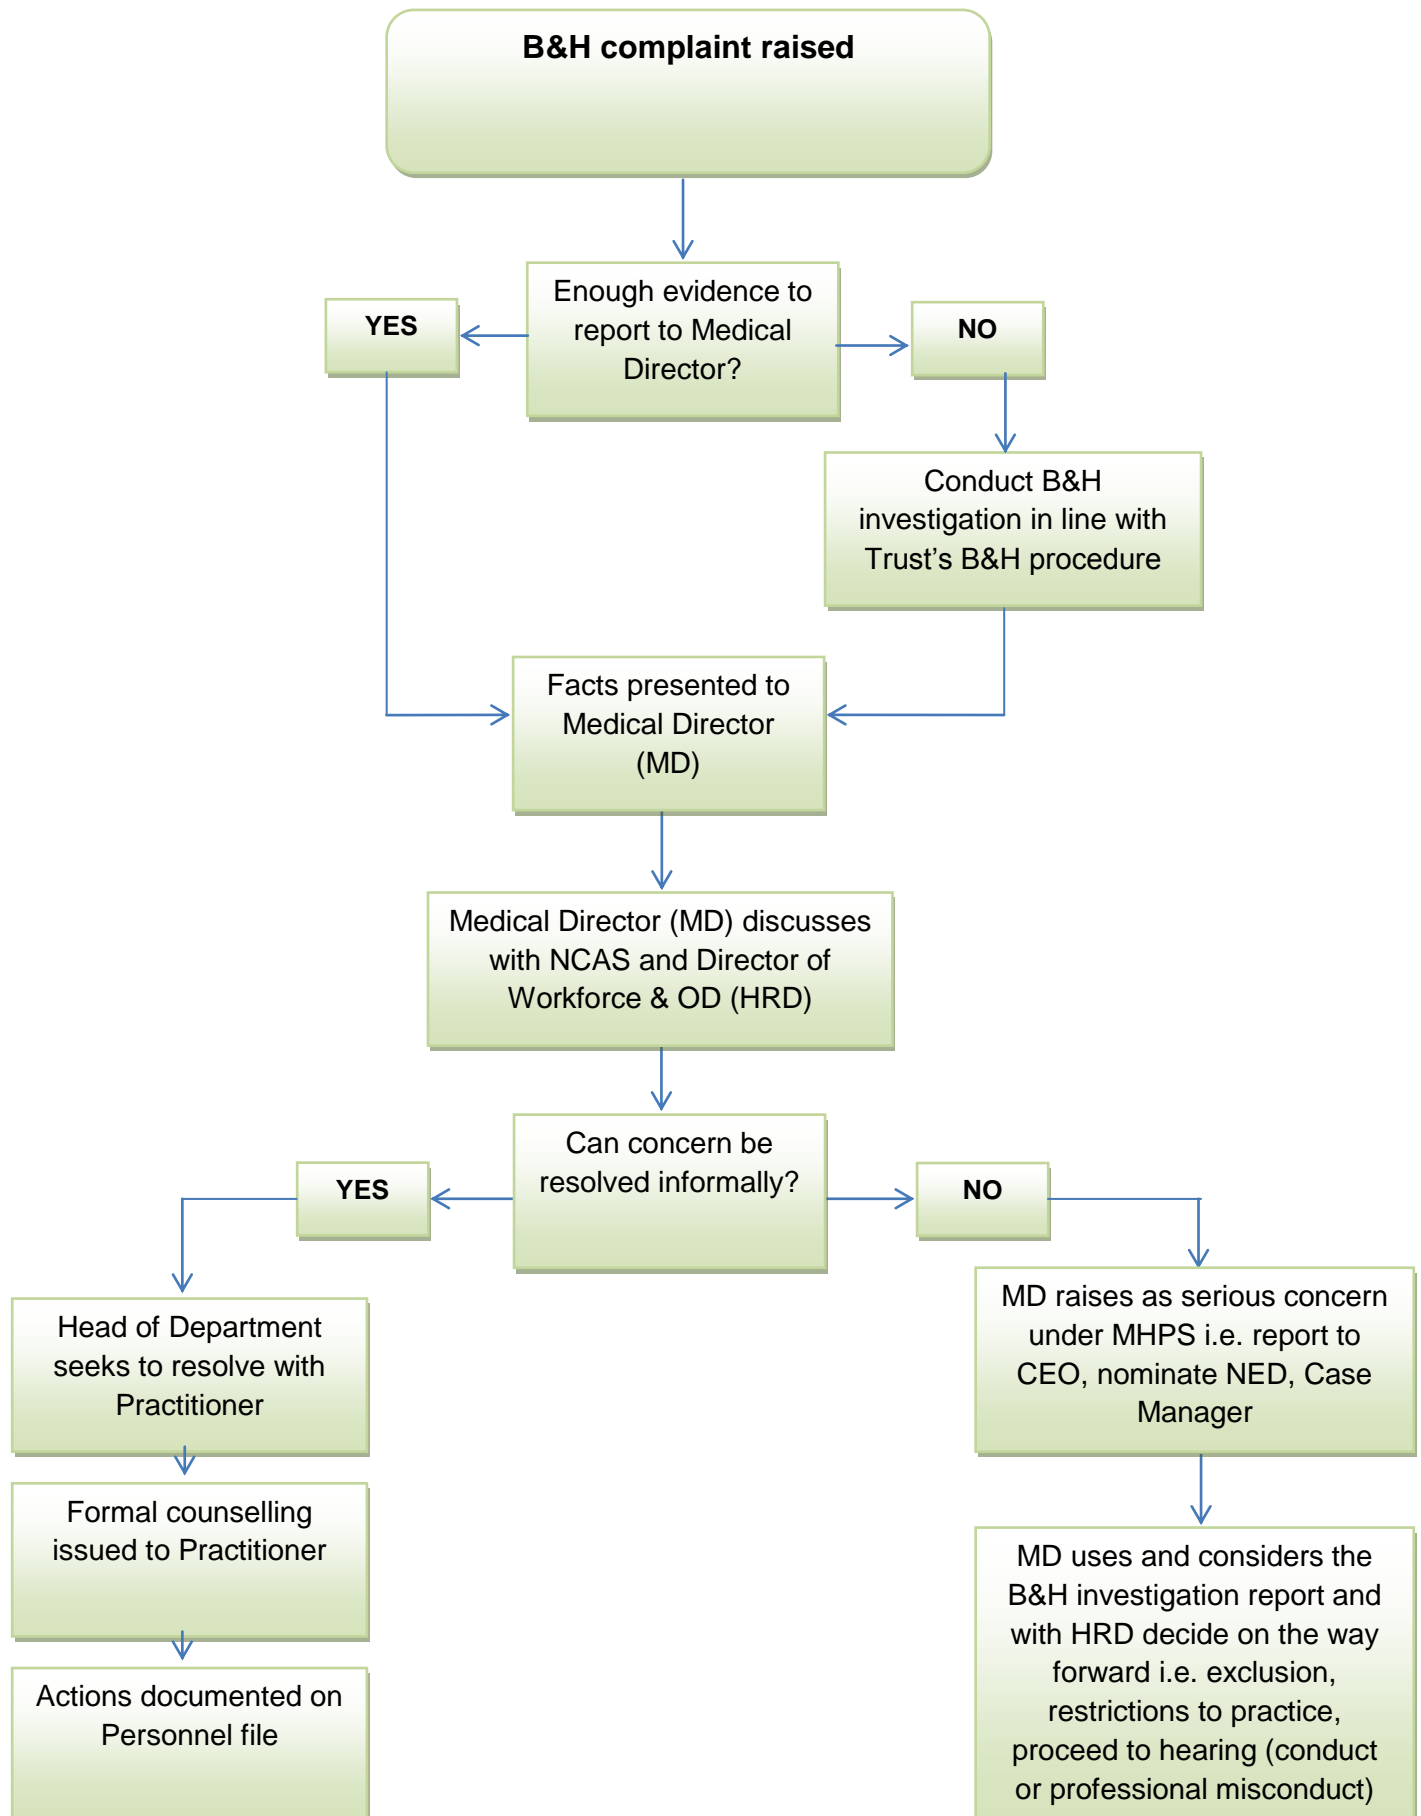 B&H complaint raised
Enough evidence to
report to Medical
Director?
YES
NO
Conduct B&H
investigation in line with
Trust’s B&H procedure
Facts presented to
Medical Director
(MD)
Medical Director (MD) discusses
with NCAS and Director of
Workforce & OD (HRD)
Can concern be
resolved informally?
YES
NO
Head of Department
seeks to resolve with
Practitioner
Formal counselling
issued to Practitioner
Actions documented on
Personnel file
MD raises as serious concern
under MHPS i.e. report to
CEO, nominate NED, Case
Manager
MD uses and considers the
B&H investigation report and
with HRD decide on the way
forward i.e. exclusion,
restrictions to practice,
proceed to hearing (conduct
or professional misconduct)